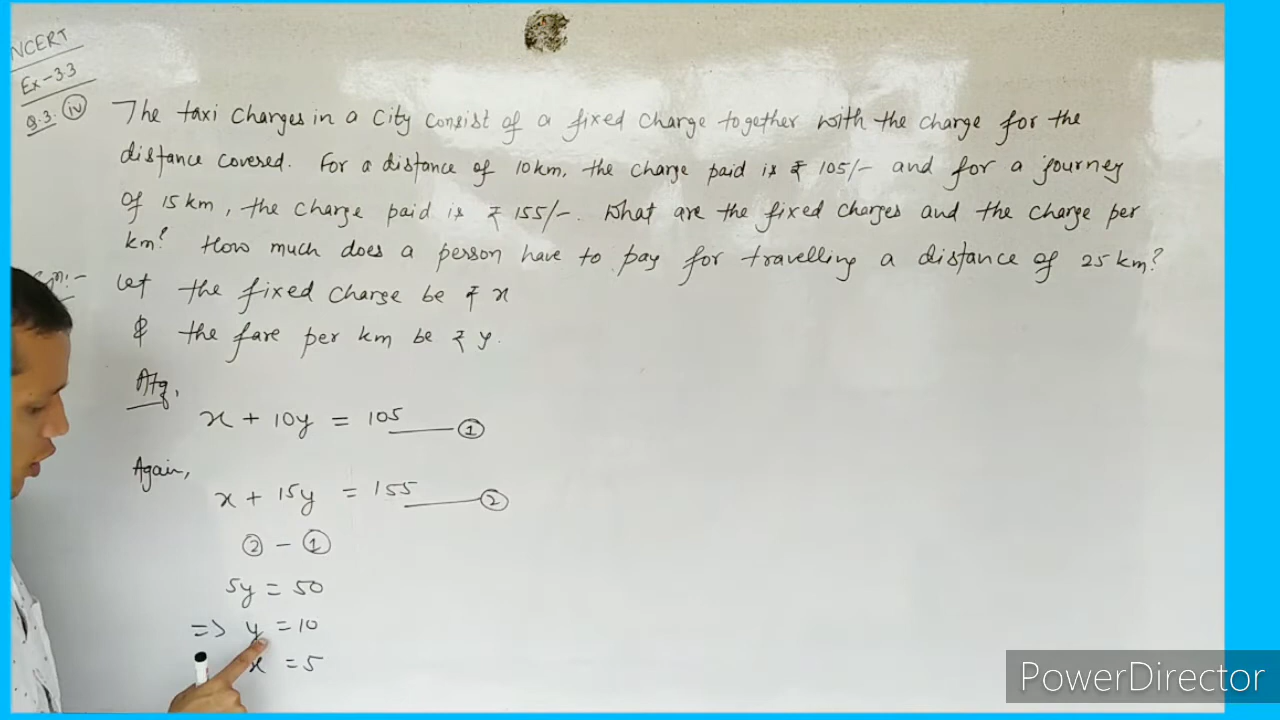 NCERT
Ex-3.3
Q.3. (iv)
The taxi charges in a City consist of a fixed charge together with the charge for the
distance covered. For a distance of 10 km, the charge paid is ₹ 105/- and for a journey
of 15 km, the charge paid is ₹ 155/-. What are the fixed charges and the charge per
km? How much does a person have to pay for travelling a distance of 25 km?
Let the fixed charge be ₹ x
& the fare per km be ₹ y.
Atq,
x + 10y = 105 ①
Again,
x + 15y = 155 ②
② - ①
5y = 50
=> y = 10
x = 5
PowerDirector